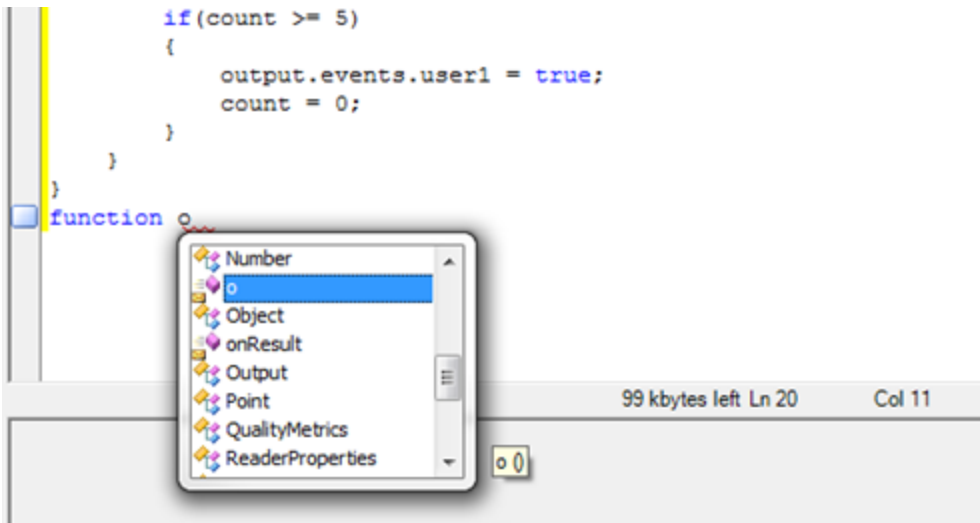 if(count >= 5)
{
output.events.user1 = true;
count = 0;
}
}
}
function o
Number
o
Object
onResult
Output
Point
QualityMetrics
ReaderProperties
99 kbytes left Ln 20 Col 11
o ()